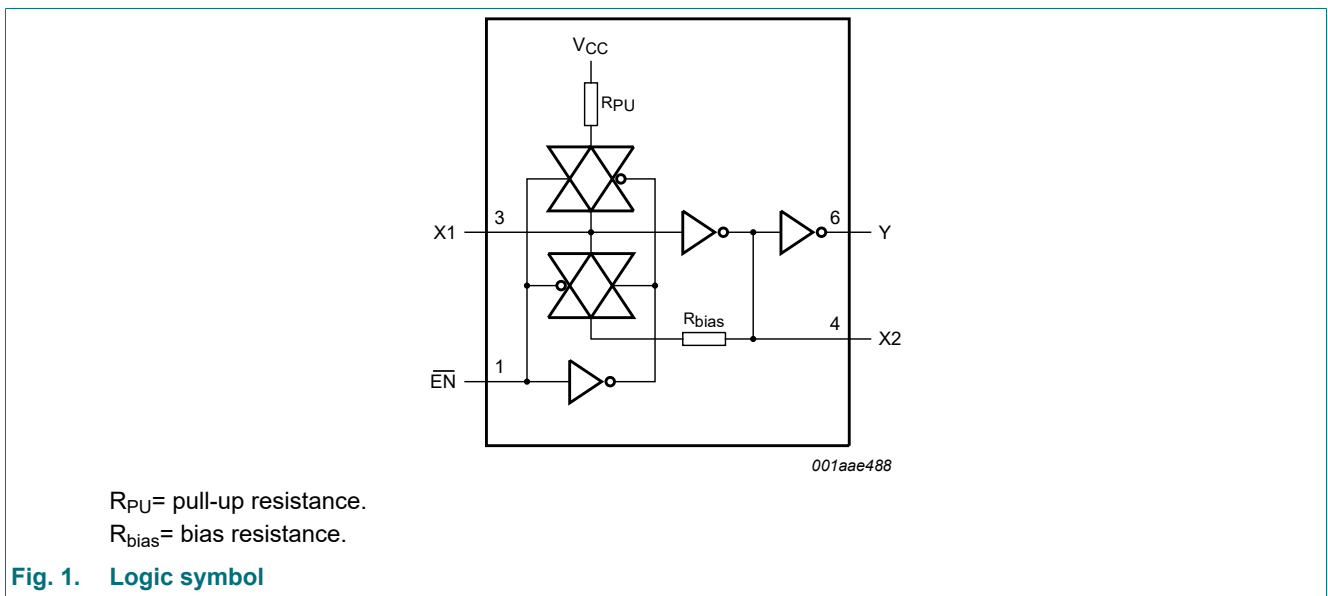 VCC
RPU
X1
3
6
Y
Rbias
4
X2
EN
1
001aae488
RPU= pull-up resistance.
Rbias= bias resistance.
Fig. 1. Logic symbol